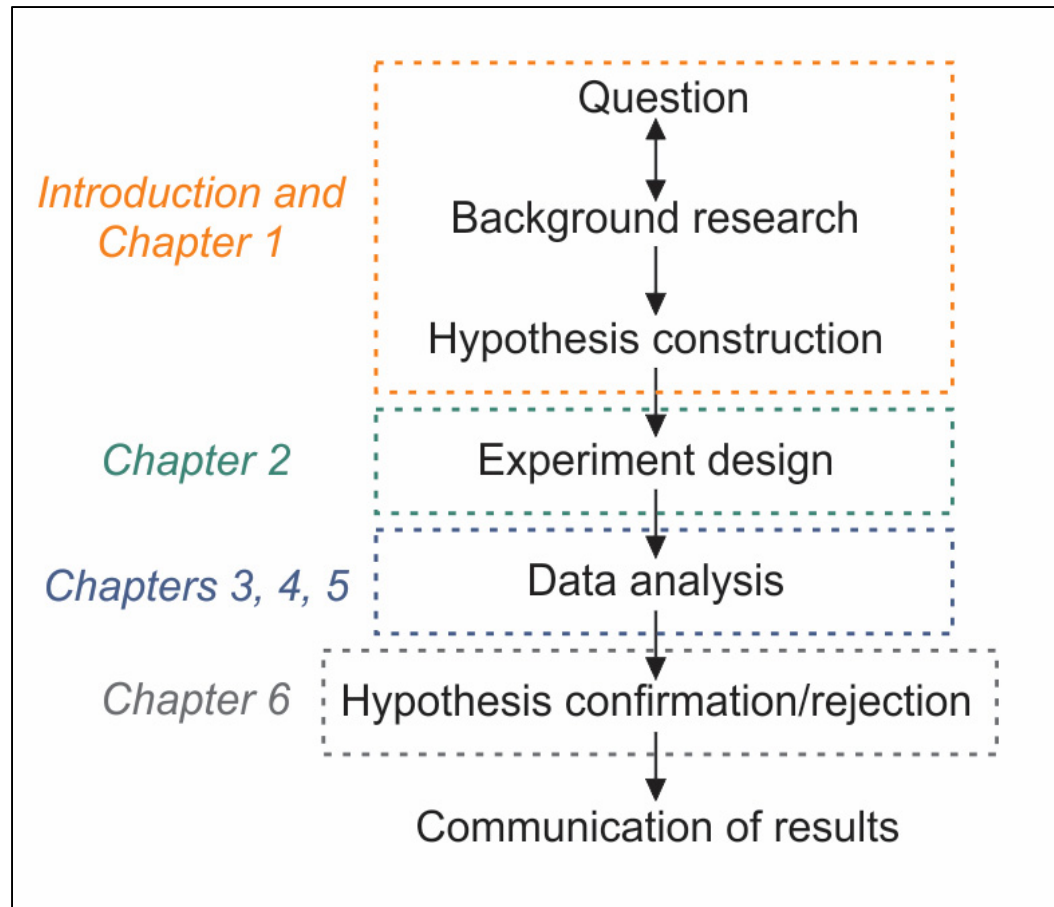 Question
Introduction and
Chapter 1
Background research
Hypothesis construction
Chapter 2
Experiment design
Chapters 3, 4, 5
Data analysis
Chapter 6
Hypothesis confirmation/rejection
Communication of results